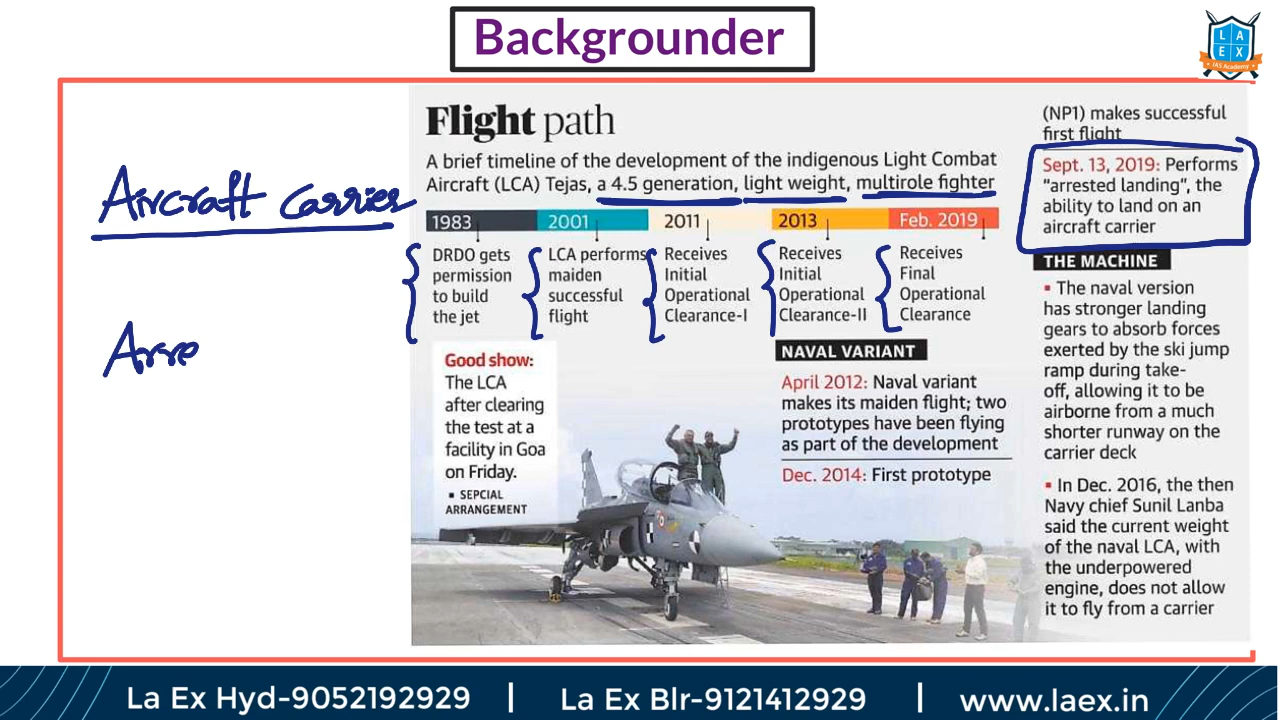 Backgrounder
L A
E X
IAS Academy
Aircraft Carrier
Arre
Flight path
A brief timeline of the development of the indigenous Light Combat
Aircraft (LCA) Tejas, a 4.5 generation, light weight, multirole fighter
1983
DRDO gets
permission
to build
the jet
2001
LCA performs
maiden
successful
flight
2011
Receives
Initial
Operational
Clearance-I
2013
Receives
Initial
Operational
Clearance-II
Feb. 2019
Receives
Final
Operational
Clearance
Good show:
The LCA
after clearing
the test at a
facility in Goa
on Friday.
▪ SEPCIAL
ARRANGEMENT
NAVAL VARIANT
April 2012: Naval variant
makes its maiden flight; two
prototypes have been flying
as part of the development
Dec. 2014: First prototype
(NP1) makes successful
first flight
Sept. 13, 2019: Performs
“arrested landing”, the
ability to land on an
aircraft carrier
THE MACHINE
▪ The naval version
has stronger landing
gears to absorb forces
exerted by the ski jump
ramp during take-
off, allowing it to be
airborne from a much
shorter runway on the
carrier deck
▪ In Dec. 2016, the then
Navy chief Sunil Lanba
said the current weight
of the naval LCA, with
the underpowered
engine, does not allow
it to fly from a carrier
La Ex Hyd-9052192929 | La Ex Blr-9121412929 | www.laex.in